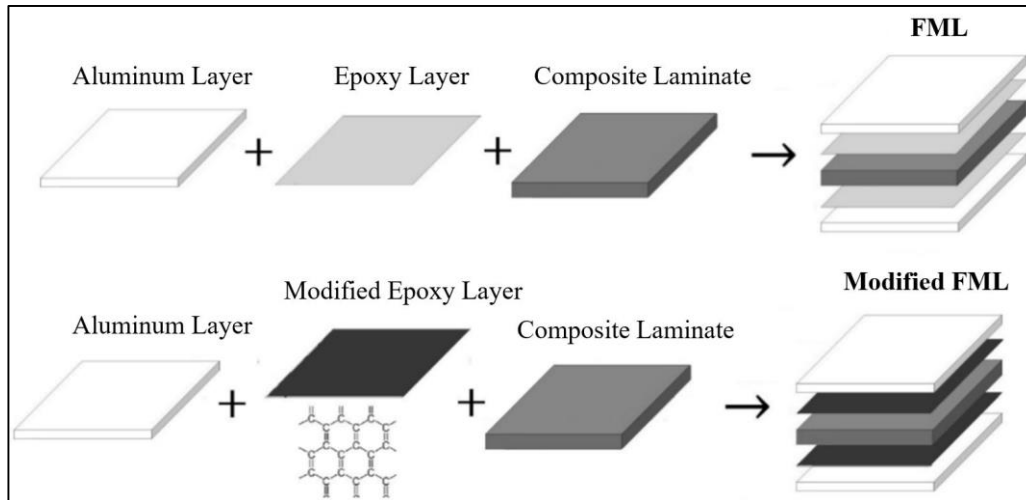 FML
Aluminum Layer
Epoxy Layer
Composite Laminate
+
+
→
Modified FML
Modified Epoxy Layer
Aluminum Layer
Composite Laminate
+
+
→
C C C C C C C C C C C C C C C C